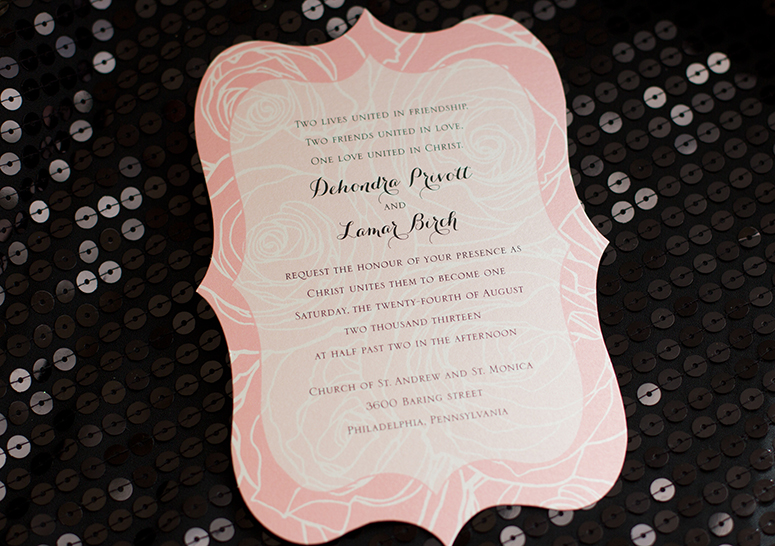 Two lives united in friendship.
Two friends united in love.
One love united in Christ.
Dehondra Privott
and
Lamar Birch
request the honour of your presence as
Christ unites them to become one
Saturday, the twenty-fourth of August
two thousand thirteen
at half past two in the afternoon
Church of St. Andrew and St. Monica
3600 Baring street
Philadelphia, Pennsylvania